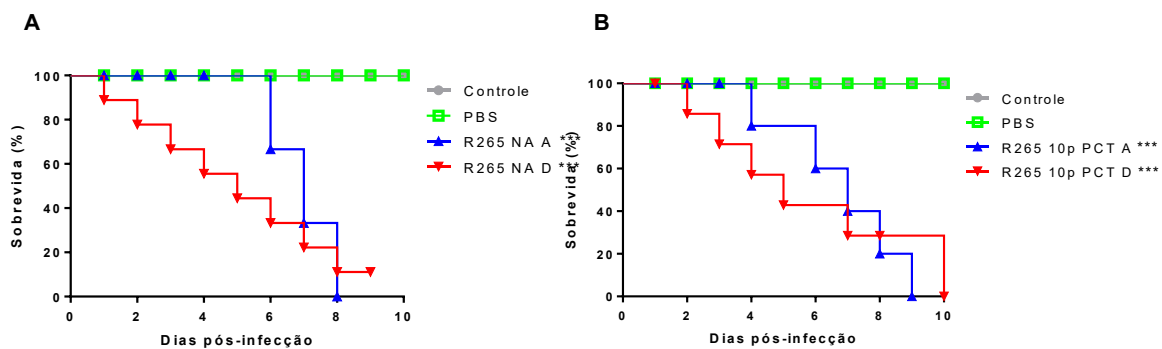 A
Sobrevida (%)
100
80
60
40
20
0
0 2 4 6 8 10
Dias pós-infecção
Controle
PBS
R265 NA A
R265 NA D
B
Sobrevida (%)
100
80
60
40
20
0
0 2 4 6 8 10
Dias pós-infecção
Controle
PBS
R265 10p PCT A ***
R265 10p PCT D ***